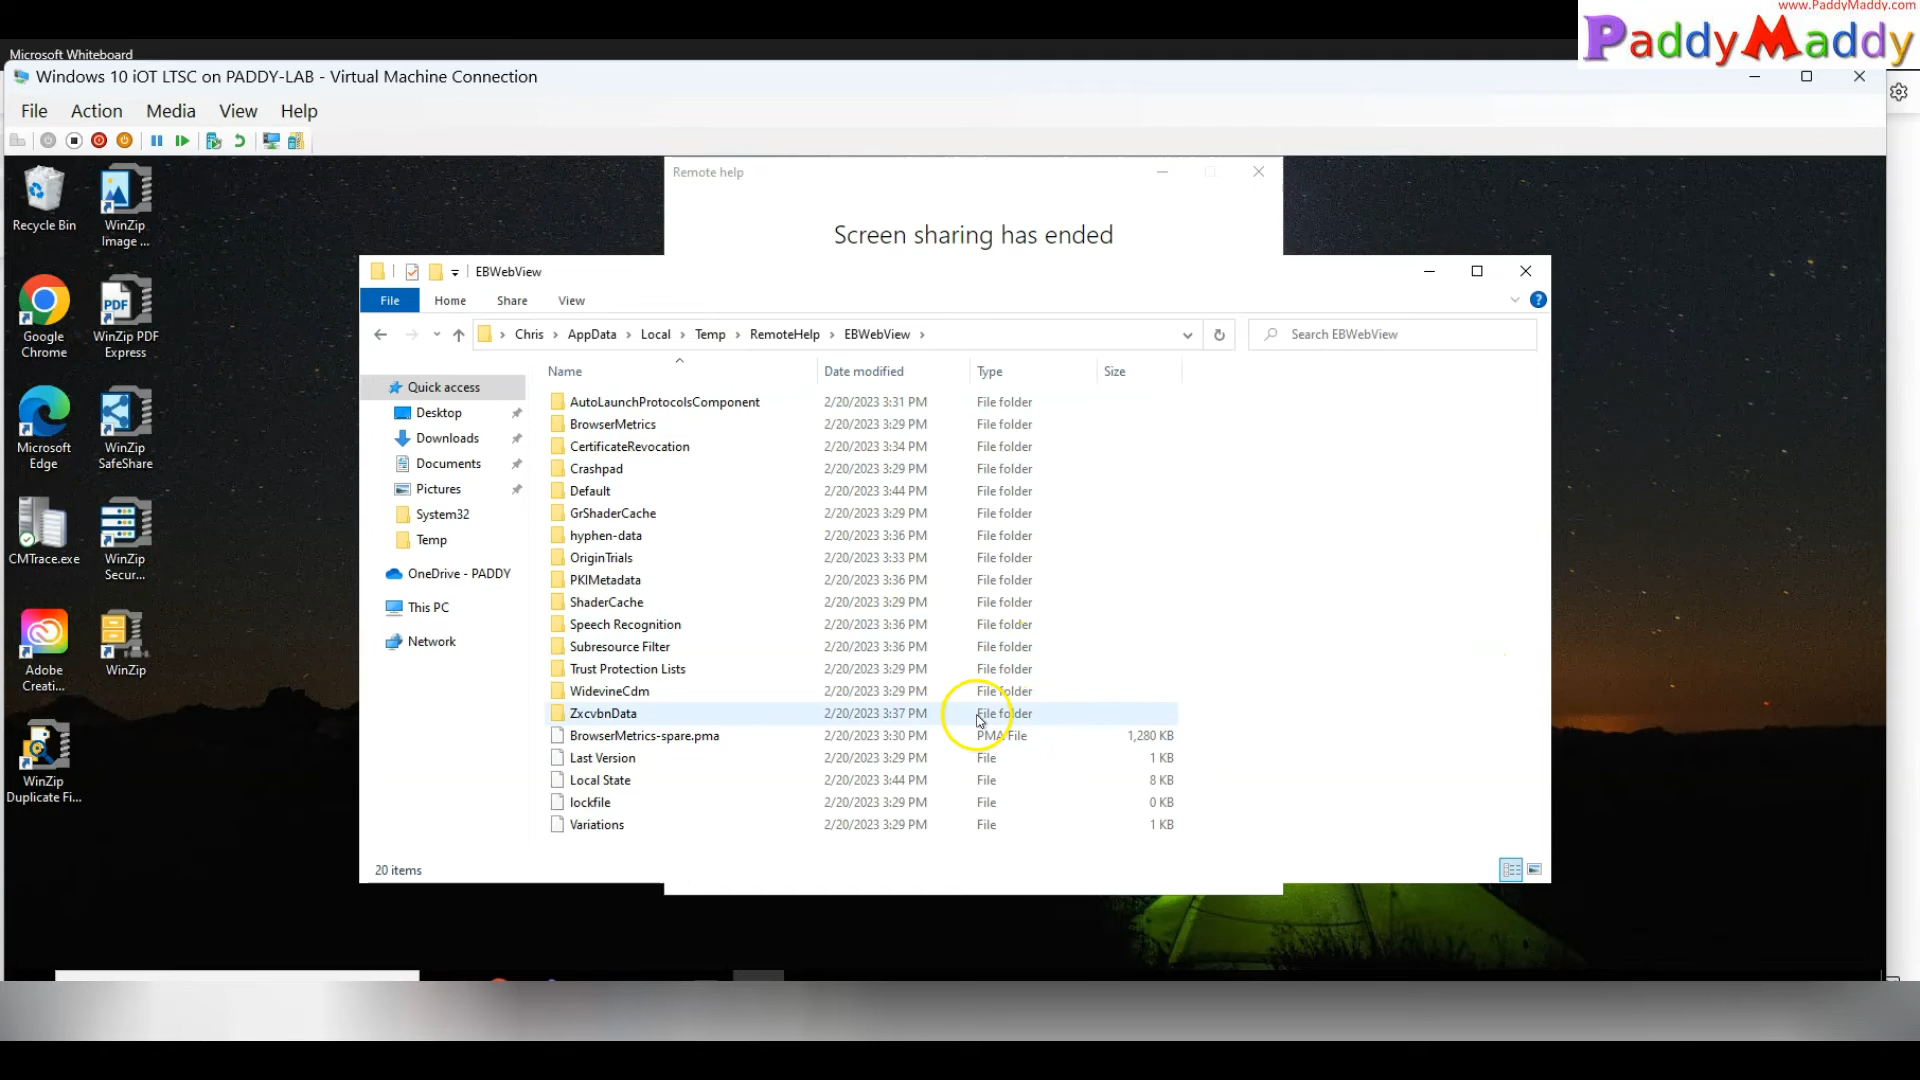 www.PaddyMaddy.com
PaddyMaddy
Microsoft Whiteboard
Windows 10 iOT LTSC on PADDY-LAB - Virtual Machine Connection
File Action Media View Help
Remote help
Screen sharing has ended
Recycle Bin
WinZip Image ...
Google Chrome
WinZip PDF Express
Microsoft Edge
WinZip SafeShare
CMTrace.exe
WinZip Secur...
Adobe Creati...
WinZip
WinZip Duplicate Fi...
EBWebView
File Home Share View
Chris > AppData > Local > Temp > RemoteHelp > EBWebView >
Search EBWebView
Quick access
Desktop
Downloads
Documents
Pictures
System32
Temp
OneDrive - PADDY
This PC
Network
Name Date modified Type Size
AutoLaunchProtocolsComponent 2/20/2023 3:31 PM File folder
BrowserMetrics 2/20/2023 3:29 PM File folder
CertificateRevocation 2/20/2023 3:34 PM File folder
Crashpad 2/20/2023 3:29 PM File folder
Default 2/20/2023 3:44 PM File folder
GrShaderCache 2/20/2023 3:29 PM File folder
hyphen-data 2/20/2023 3:36 PM File folder
OriginTrials 2/20/2023 3:33 PM File folder
PKIMetadata 2/20/2023 3:36 PM File folder
ShaderCache 2/20/2023 3:29 PM File folder
Speech Recognition 2/20/2023 3:36 PM File folder
Subresource Filter 2/20/2023 3:36 PM File folder
Trust Protection Lists 2/20/2023 3:29 PM File folder
WidevineCdm 2/20/2023 3:29 PM File folder
ZxcvbnData 2/20/2023 3:37 PM File folder
BrowserMetrics-spare.pma 2/20/2023 3:30 PM PMA File 1,280 KB
Last Version 2/20/2023 3:29 PM File 1 KB
Local State 2/20/2023 3:44 PM File 8 KB
lockfile 2/20/2023 3:29 PM File 0 KB
Variations 2/20/2023 3:29 PM File 1 KB
20 items